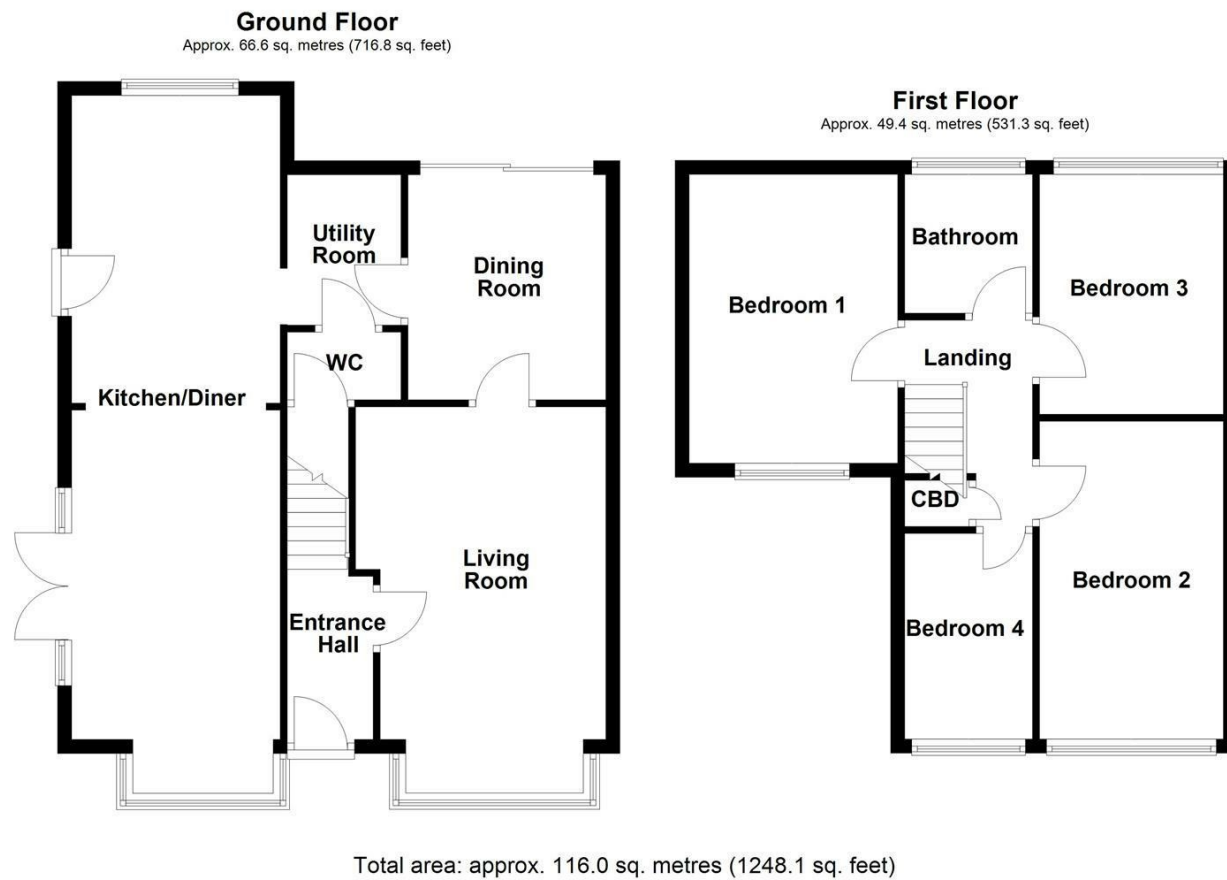 Ground Floor
Approx. 66.6 sq. metres (716.8 sq. feet)
Utility
Room
Dining
Room
WC
Kitchen/Diner
Living
Room
Entrance
Hall
First Floor
Approx. 49.4 sq. metres (531.3 sq. feet)
Bathroom
Bedroom 1
Bedroom 3
Landing
CBD
Bedroom 2
Bedroom 4
Total area: approx. 116.0 sq. metres (1248.1 sq. feet)